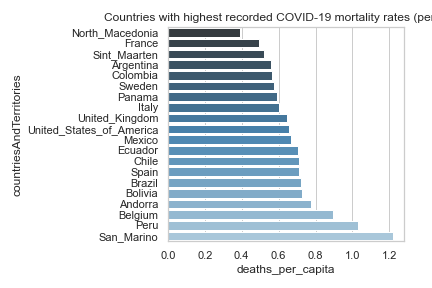 Countries with highest recorded COVID-19 mortality rates (per
North_Macedonia
France
Sint_Maarten
Argentina
Colombia
Sweden
Panama
Italy
United_Kingdom
United_States_of_America
Mexico
Ecuador
Chile
Spain
Brazil
Bolivia
Andorra
Belgium
Peru
San_Marino
countriesAndTerritories
0.0 0.2 0.4 0.6 0.8 1.0 1.2
deaths_per_capita